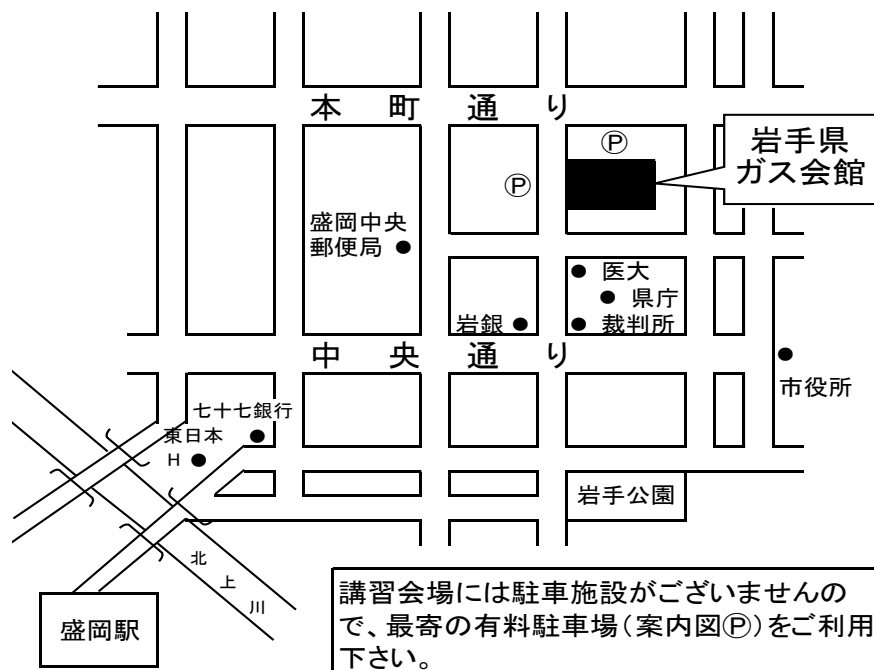 本町通り
Ⓟ
岩手県
ガス会館
Ⓟ
盛岡中央
郵便局
医大
県庁
岩銀
裁判所
中央通り
市役所
七十七銀行
東日本
H
岩手公園
北上川
盛岡駅
講習会場には駐車施設がございませんの
で、最寄の有料駐車場(案内図Ⓟ)をご利用
下さい。